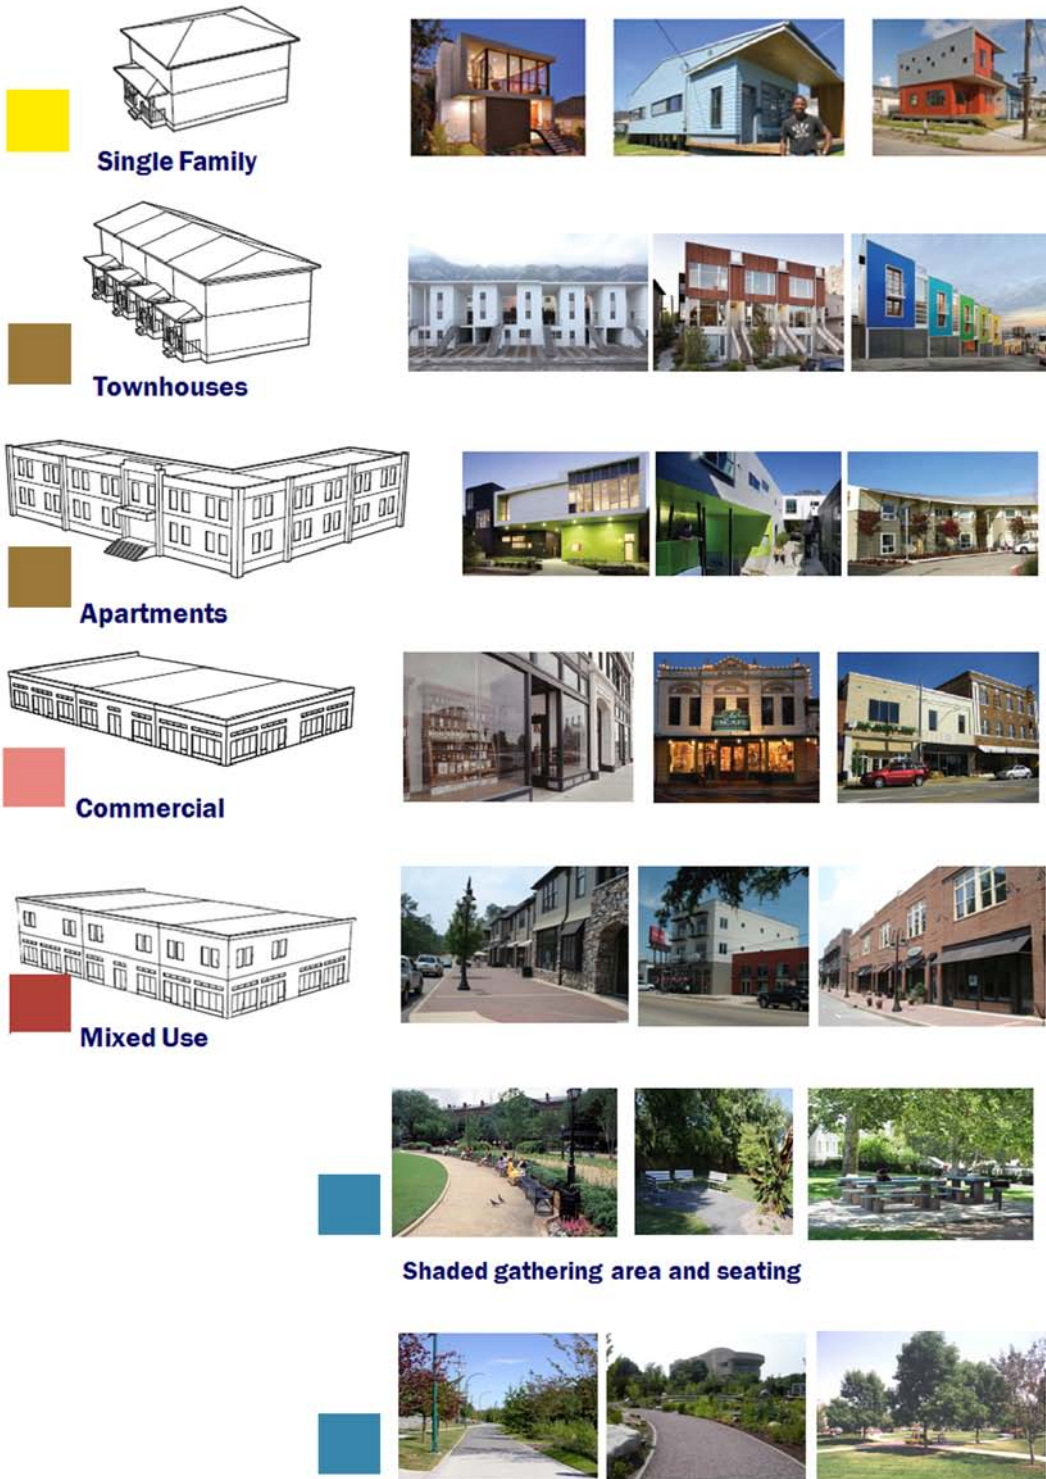 Single Family
Townhouses
Apartments
Commercial
Mixed Use
Shaded gathering area and seating